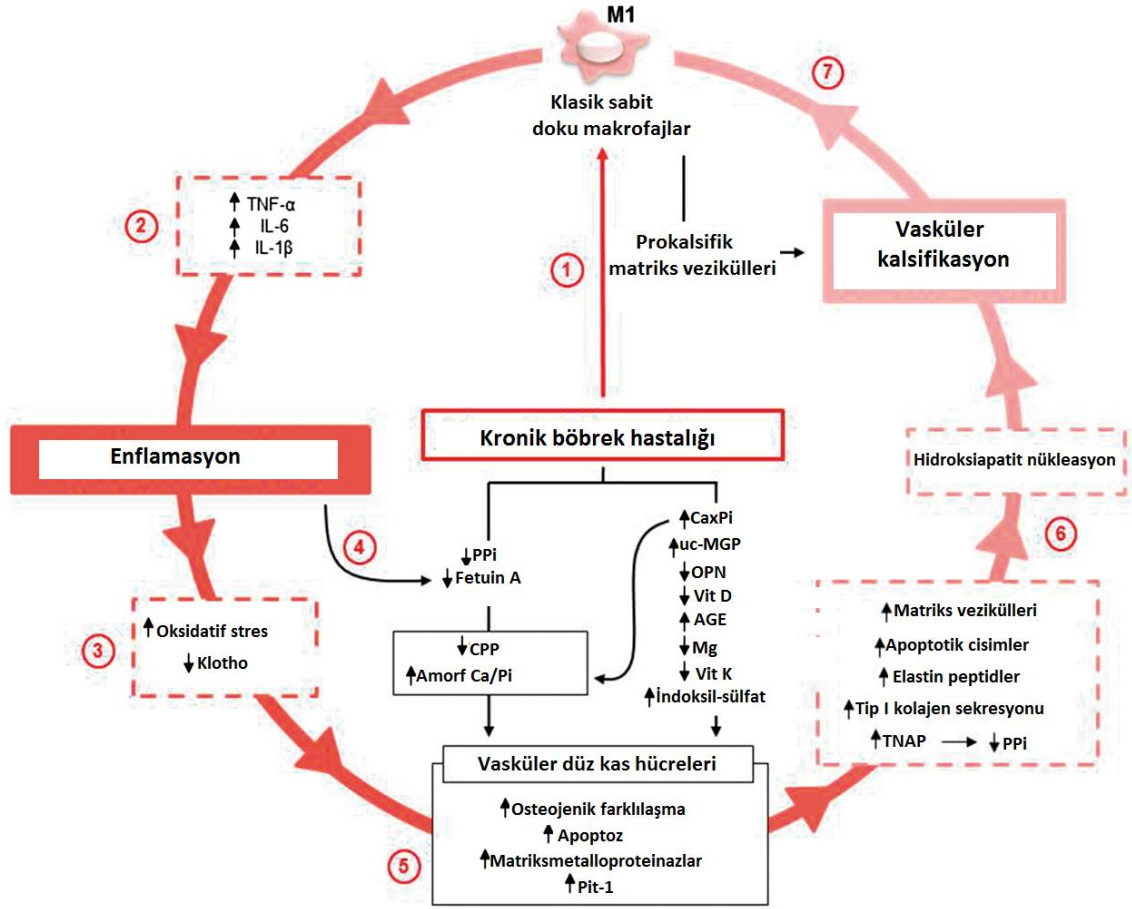 M1
Klasik sabit
doku makrofajlar
7
2
↑ TNF-α
↑ IL-6
↑ IL-1β
1
Prokalsifik
matriks vezikülleri
Vasküler
kalsifikasyon
Enflamasyon
Kronik böbrek hastalığı
Hidroksiapatit nükleasyon
4
↓PPi
↓ Fetuin A
↑CaxPi
↑uc-MGP
↓OPN
↓Vit D
↑AGE
↓Mg
↓Vit K
↑İndoksil-sülfat
6
3
↑Oksidatif stres
↓Klotho
↓CPP
↑Amorf Ca/Pi
↑Matriks vezikülleri
↑Apoptotik cisimler
↑Elastin peptidler
↑Tip I kolajen sekresyonu
↑TNAP → ↓PPi
Vasküler düz kas hücreleri
5
↑Osteojenik farklılaşma
↑Apoptoz
↑Matriksmetalloproteinazlar
↑Pit-1